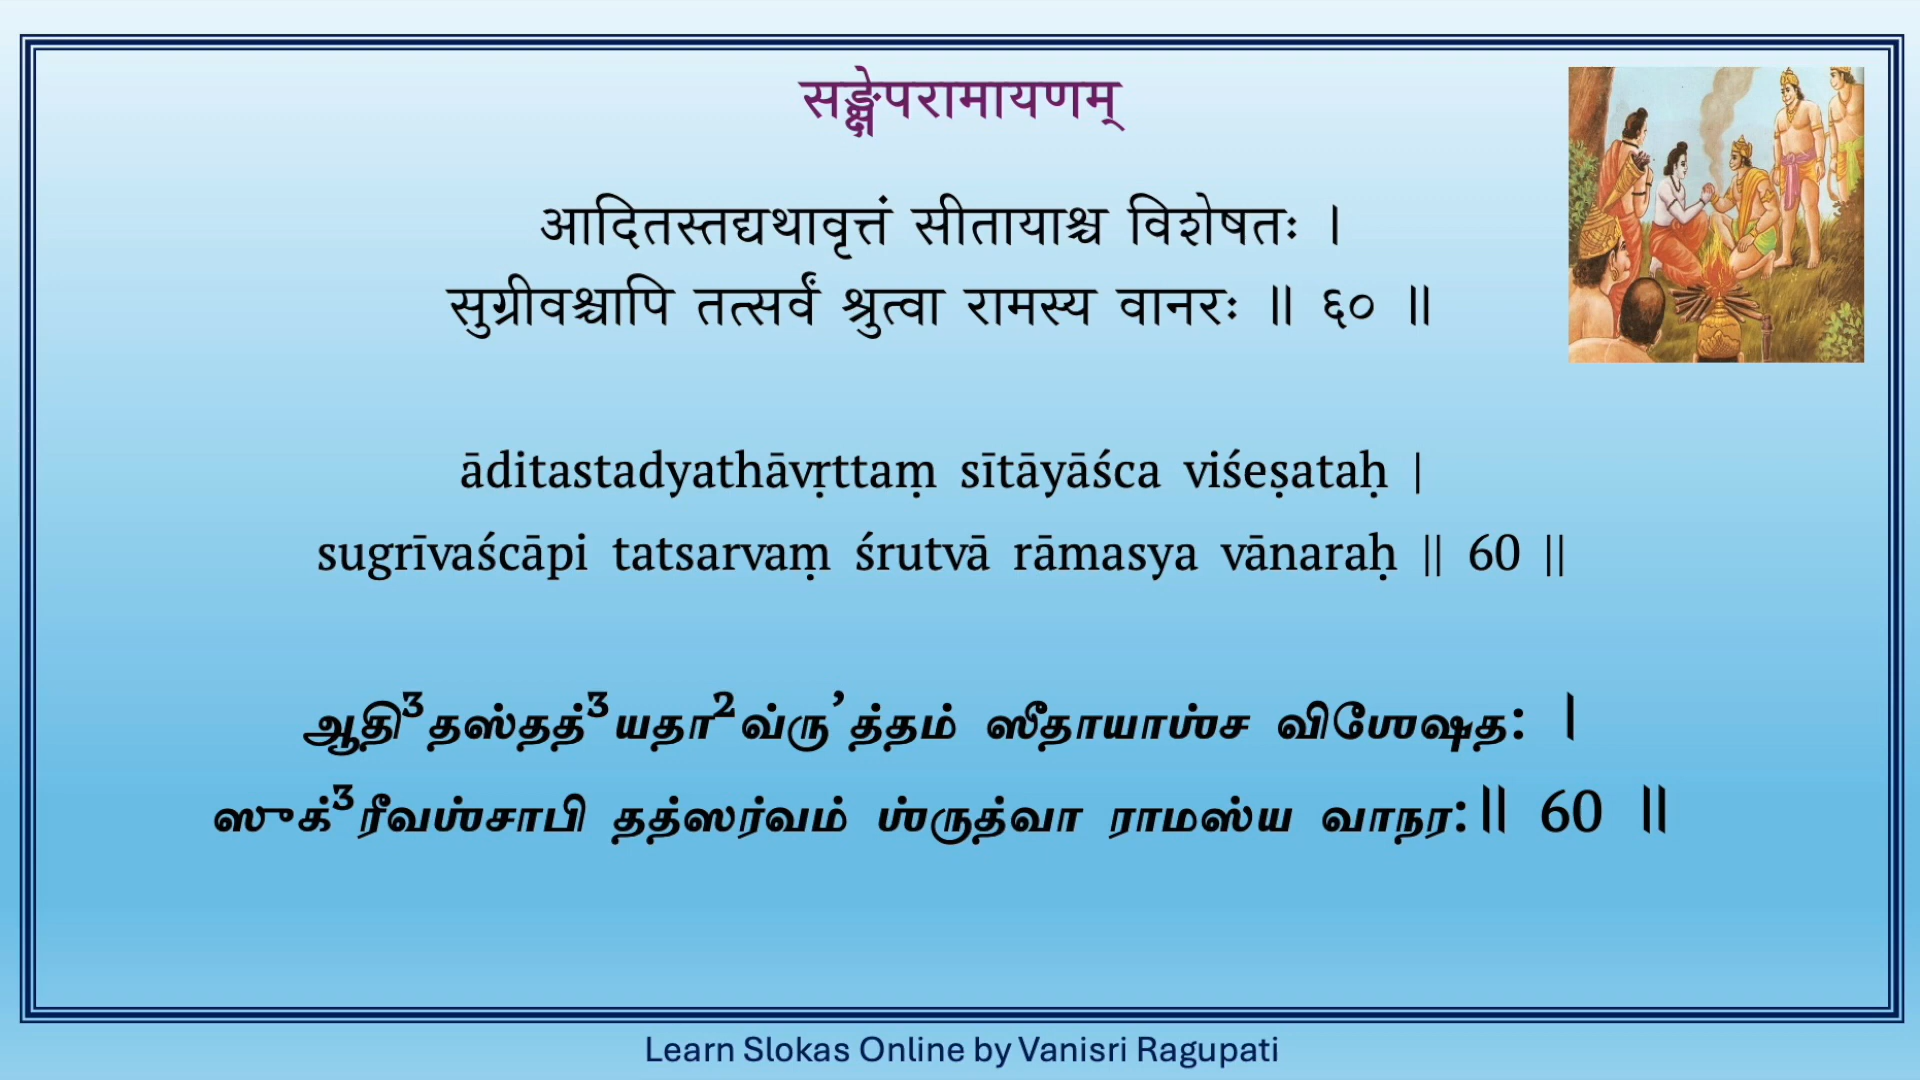 सङ्क्षेपरामायणम्
आदितस्तद्यथावृत्तं सीतायाश्च विशेषतः ।
सुग्रीवश्चापि तत्सर्वं श्रुत्वा रामस्य वानरः ॥ ६० ॥
āditastadyathāvṛttaṃ sītāyāśca viśeṣataḥ |
sugrīvaścāpi tatsarvaṃ śrutvā rāmasya vānaraḥ || 60 ||
ஆதி³தஸ்தத்³யதா²வ்ரு’த்தம் ஸீதாயாஶ்ச விஶேஷத: ।
ஸுக்³ரீவஶ்சாபி தத்ஸர்வம் ஶ்ருத்வா ராமஸ்ய வாநர:॥ 60 ॥
Learn Slokas Online by Vanisri Ragupati